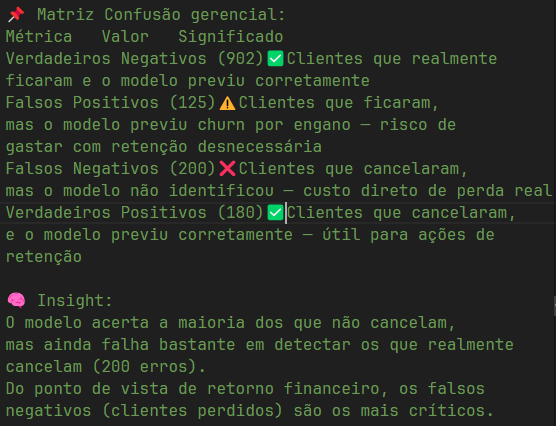 📌 Matriz Confusão gerencial:
Métrica   Valor   Significado
Verdadeiros Negativos (902)✅Clientes que realmente
ficaram e o modelo previu corretamente
Falsos Positivos (125)⚠️Clientes que ficaram,
mas o modelo previu churn por engano — risco de
gastar com retenção desnecessária
Falsos Negativos (200)❌Clientes que cancelaram,
mas o modelo não identificou — custo direto de perda real
Verdadeiros Positivos (180)✅Clientes que cancelaram,
e o modelo previu corretamente — útil para ações de
retenção
🧠 Insight:
O modelo acerta a maioria dos que não cancelam,
mas ainda falha bastante em detectar os que realmente
cancelam (200 erros).
Do ponto de vista de retorno financeiro, os falsos
negativos (clientes perdidos) são os mais críticos.